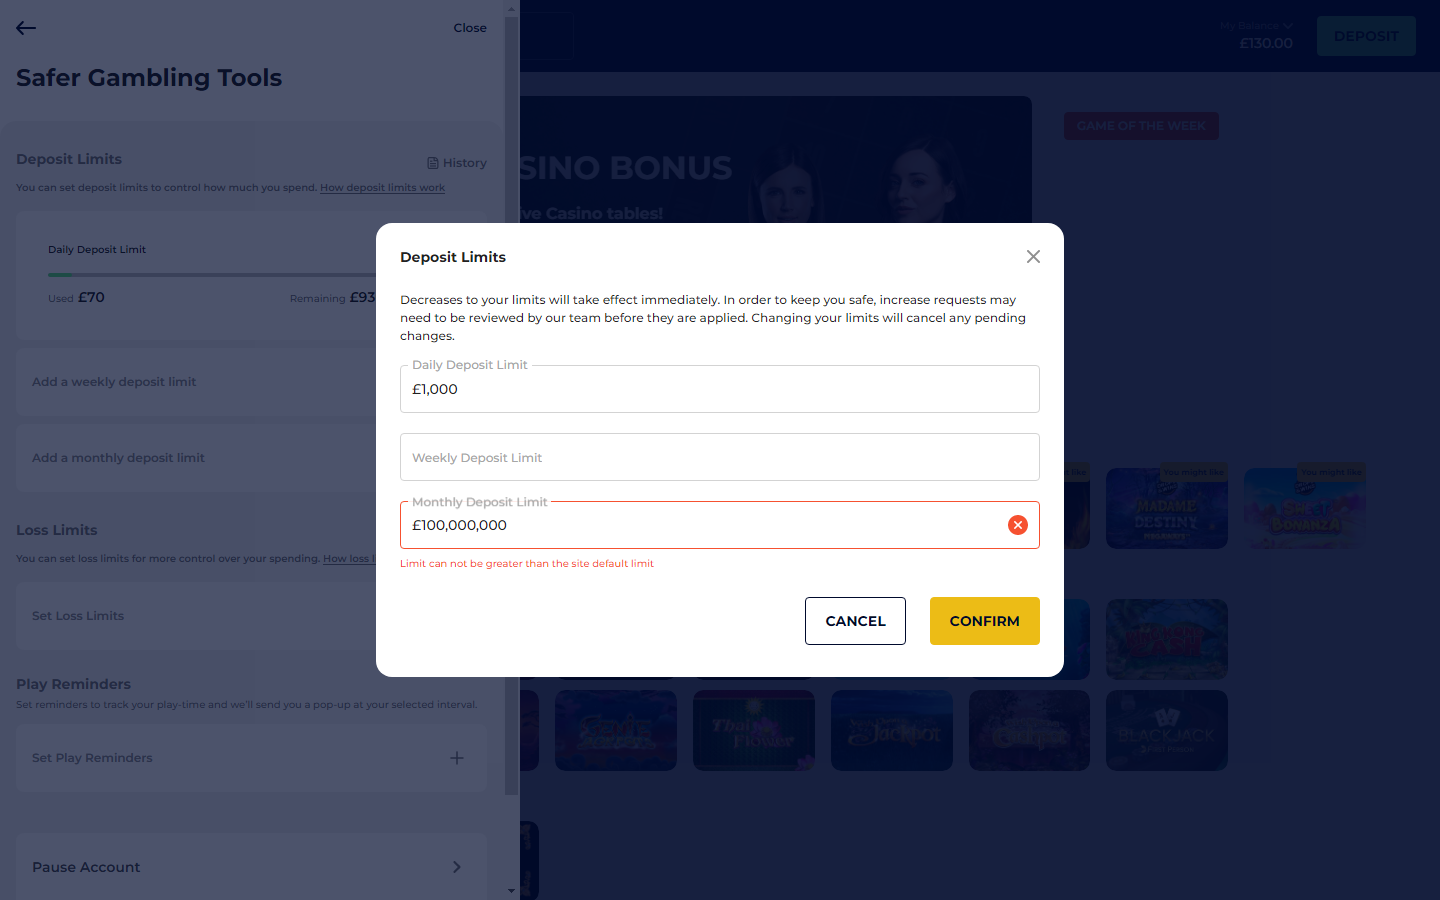 Close
My Balance
£130.00
DEPOSIT
Safer Gambling Tools
GAME OF THE WEEK
Deposit Limits
History
You can set deposit limits to control how much you spend. How deposit limits work
SINO BONUS
ive Casino tables!
Daily Deposit Limit
Used £70
Remaining £93
Add a weekly deposit limit
Add a monthly deposit limit
Loss Limits
You can set loss limits for more control over your spending. How loss l
Set Loss Limits
Play Reminders
Set reminders to track your play-time and we'll send you a pop-up at your selected interval.
Set Play Reminders
Pause Account
Deposit Limits
Decreases to your limits will take effect immediately. In order to keep you safe, increase requests may
need to be reviewed by our team before they are applied. Changing your limits will cancel any pending
changes.
Daily Deposit Limit
£1,000
Weekly Deposit Limit
Monthly Deposit Limit
£100,000,000
Limit can not be greater than the site default limit
CANCEL
CONFIRM
like
You might like
You might like
MADAME
DESTINY
MEGAWAYS
SWEET
BONANZA
Thai
Flower
Jackpot
BLACKJACK